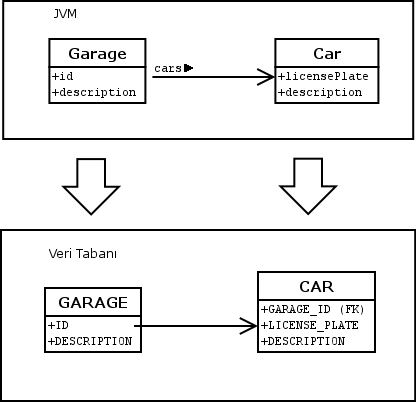 JVM
Garage
+id
+description
cars
Car
+licensePlate
+description
Veri Tabanı
GARAGE
+ID
+DESCRIPTION
CAR
+GARAGE_ID (FK)
+LICENSE_PLATE
+DESCRIPTION